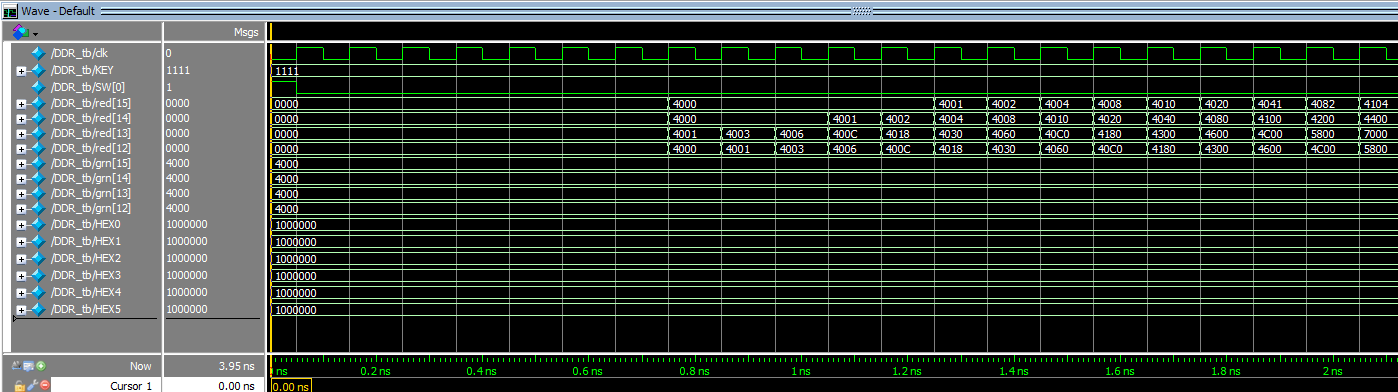 Wave - Default
Msgs
/DDR_tb/clk 0
/DDR_tb/KEY 1111 1111
/DDR_tb/SW[0] 1
/DDR_tb/red[15] 0000 0000 4000 4001 4002 4004 4008 4010 4020 4041 4082 4104
/DDR_tb/red[14] 0000 0000 4000 4001 4002 4004 4008 4010 4020 4040 4080 4100 4200 4400
/DDR_tb/red[13] 0000 0000 4001 4003 4006 400C 4018 4030 4060 40C0 4180 4300 4600 4C00 5800 7000
/DDR_tb/red[12] 0000 0000 4000 4001 4003 4006 400C 4018 4030 4060 40C0 4180 4300 4600 4C00 5800
/DDR_tb/grn[15] 4000 4000
/DDR_tb/grn[14] 4000 4000
/DDR_tb/grn[13] 4000 4000
/DDR_tb/grn[12] 4000 4000
/DDR_tb/HEX0 1000000 1000000
/DDR_tb/HEX1 1000000 1000000
/DDR_tb/HEX2 1000000 1000000
/DDR_tb/HEX3 1000000 1000000
/DDR_tb/HEX4 1000000 1000000
/DDR_tb/HEX5 1000000 1000000
Now 3.95 ns ns 0.2 ns 0.4 ns 0.6 ns 0.8 ns 1 ns 1.2 ns 1.4 ns 1.6 ns 1.8 ns 2 ns
Cursor 1 0.00 ns 0.00 ns